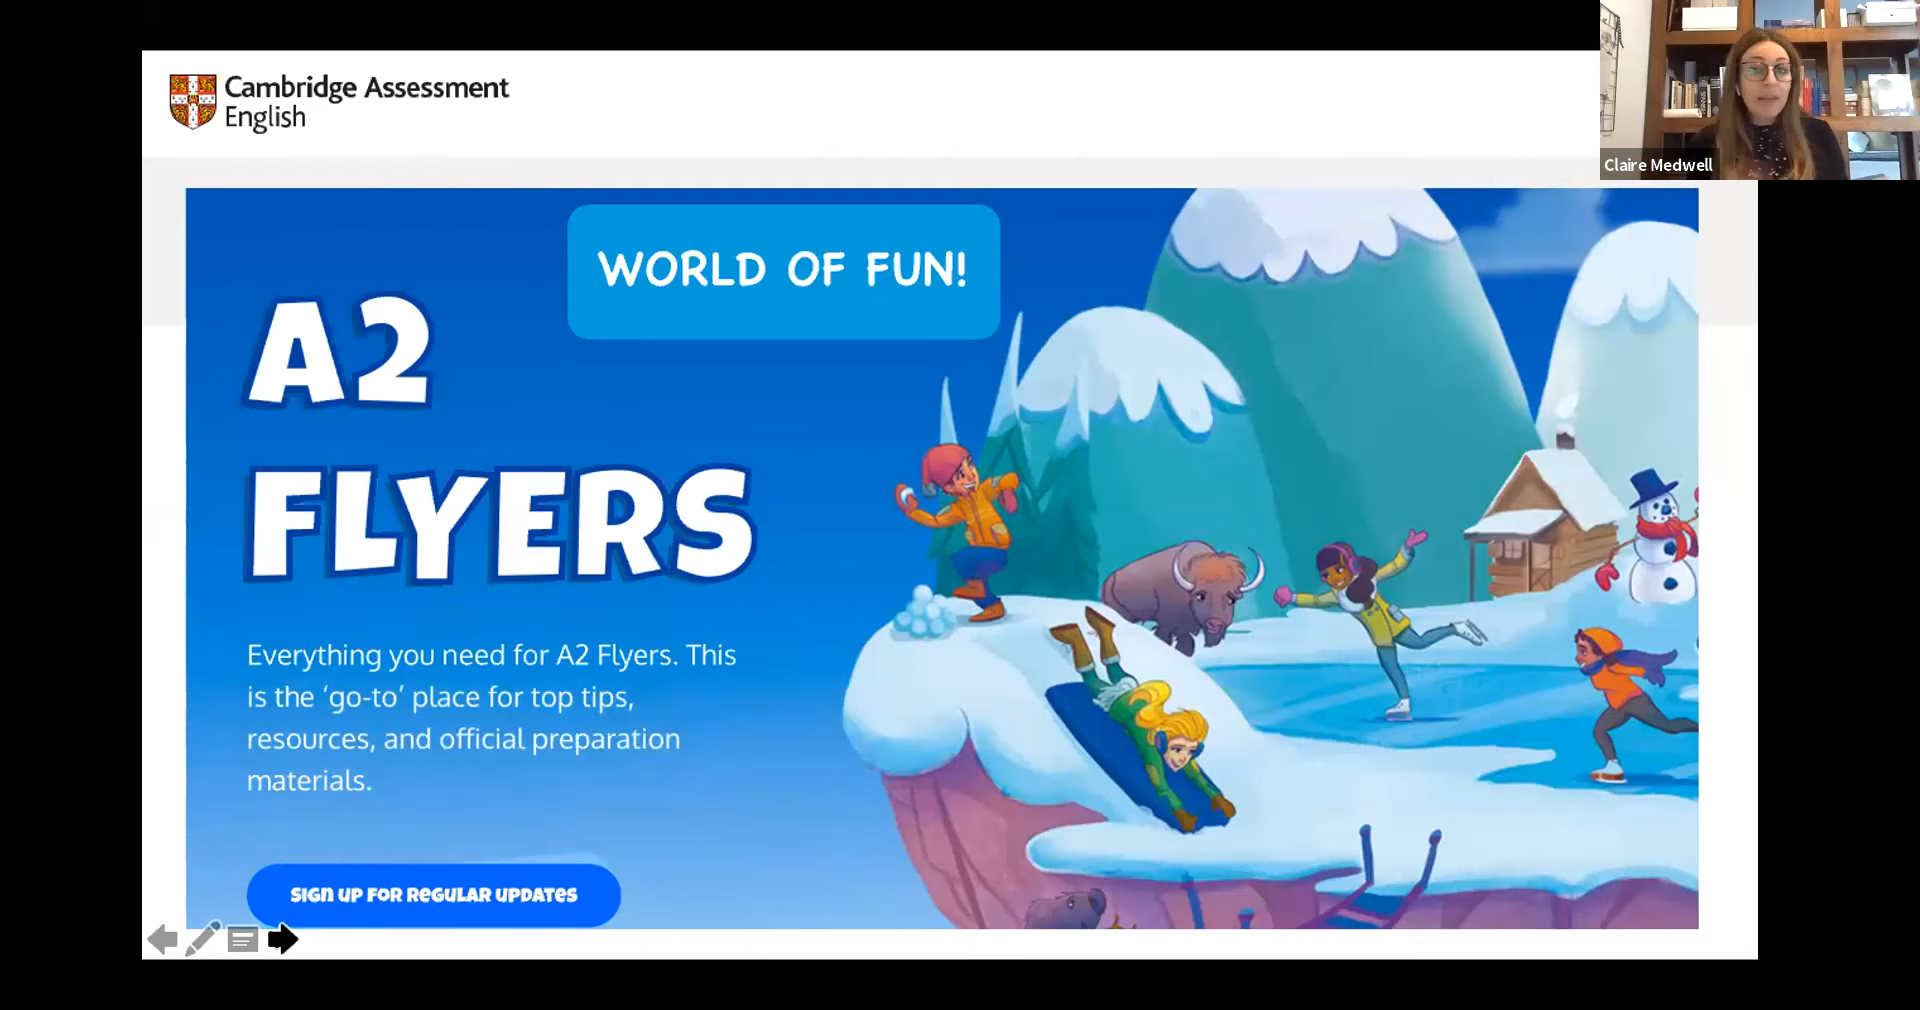 Cambridge Assessment
English
Claire Medwell
WORLD OF FUN!
A2
FLYERS
Everything you need for A2 Flyers. This
is the ‘go-to’ place for top tips,
resources, and official preparation
materials.
SIGN UP FOR REGULAR UPDATES